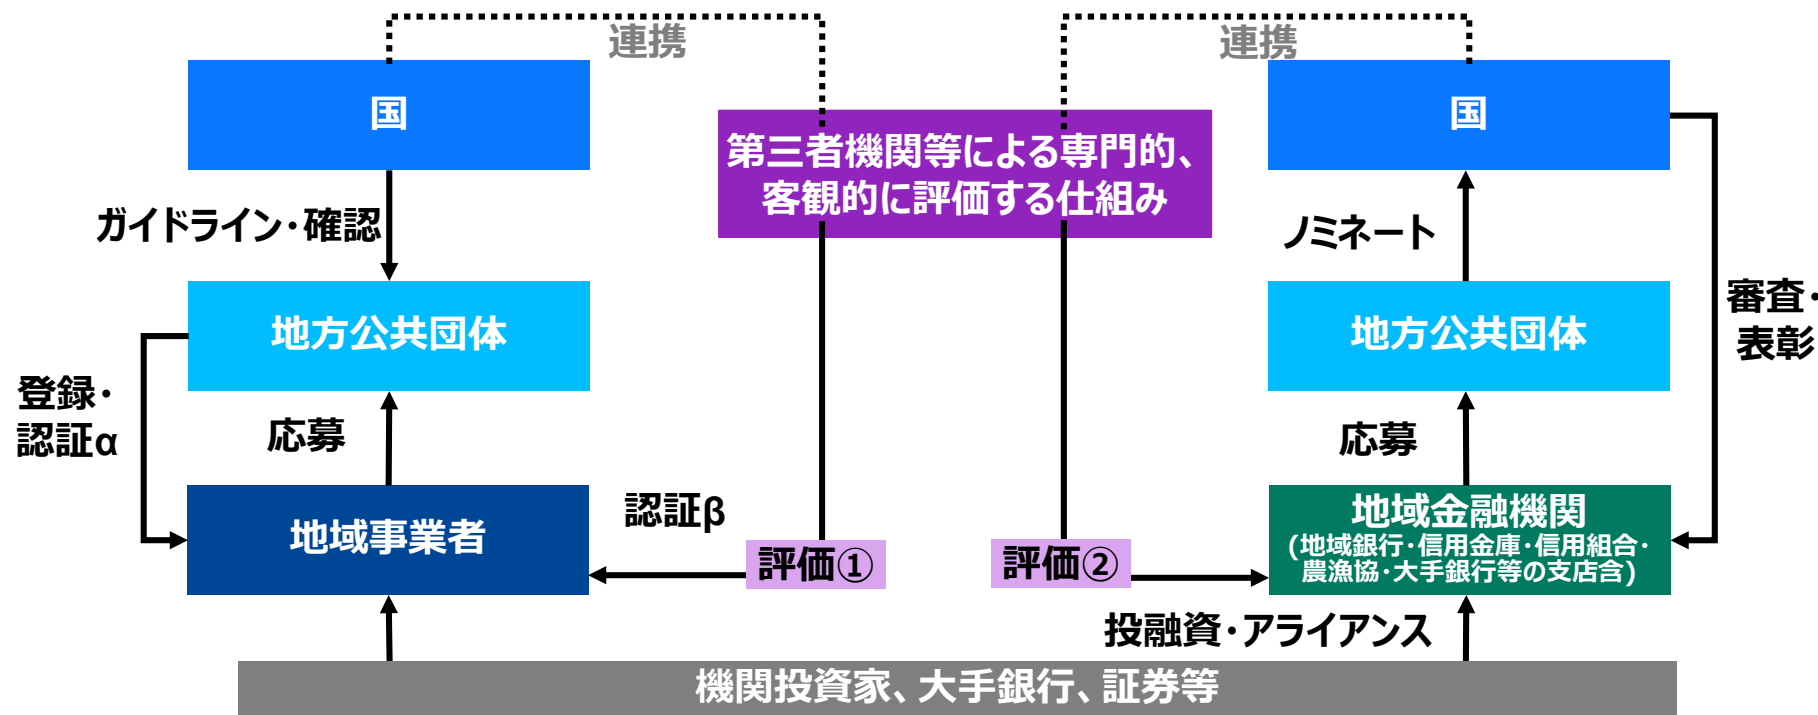 連携
連携
国
国
第三者機関等による専門的、
客観的に評価する仕組み
ガイドライン・確認
ノミネート
地方公共団体
地方公共団体
審査・
表彰
登録・
認証α
応募
応募
認証β
地域事業者
地域金融機関
(地域銀行・信用金庫・信用組合・
農漁協・大手銀行等の支店含)
評価①
評価②
投融資・アライアンス
機関投資家、大手銀行、証券等